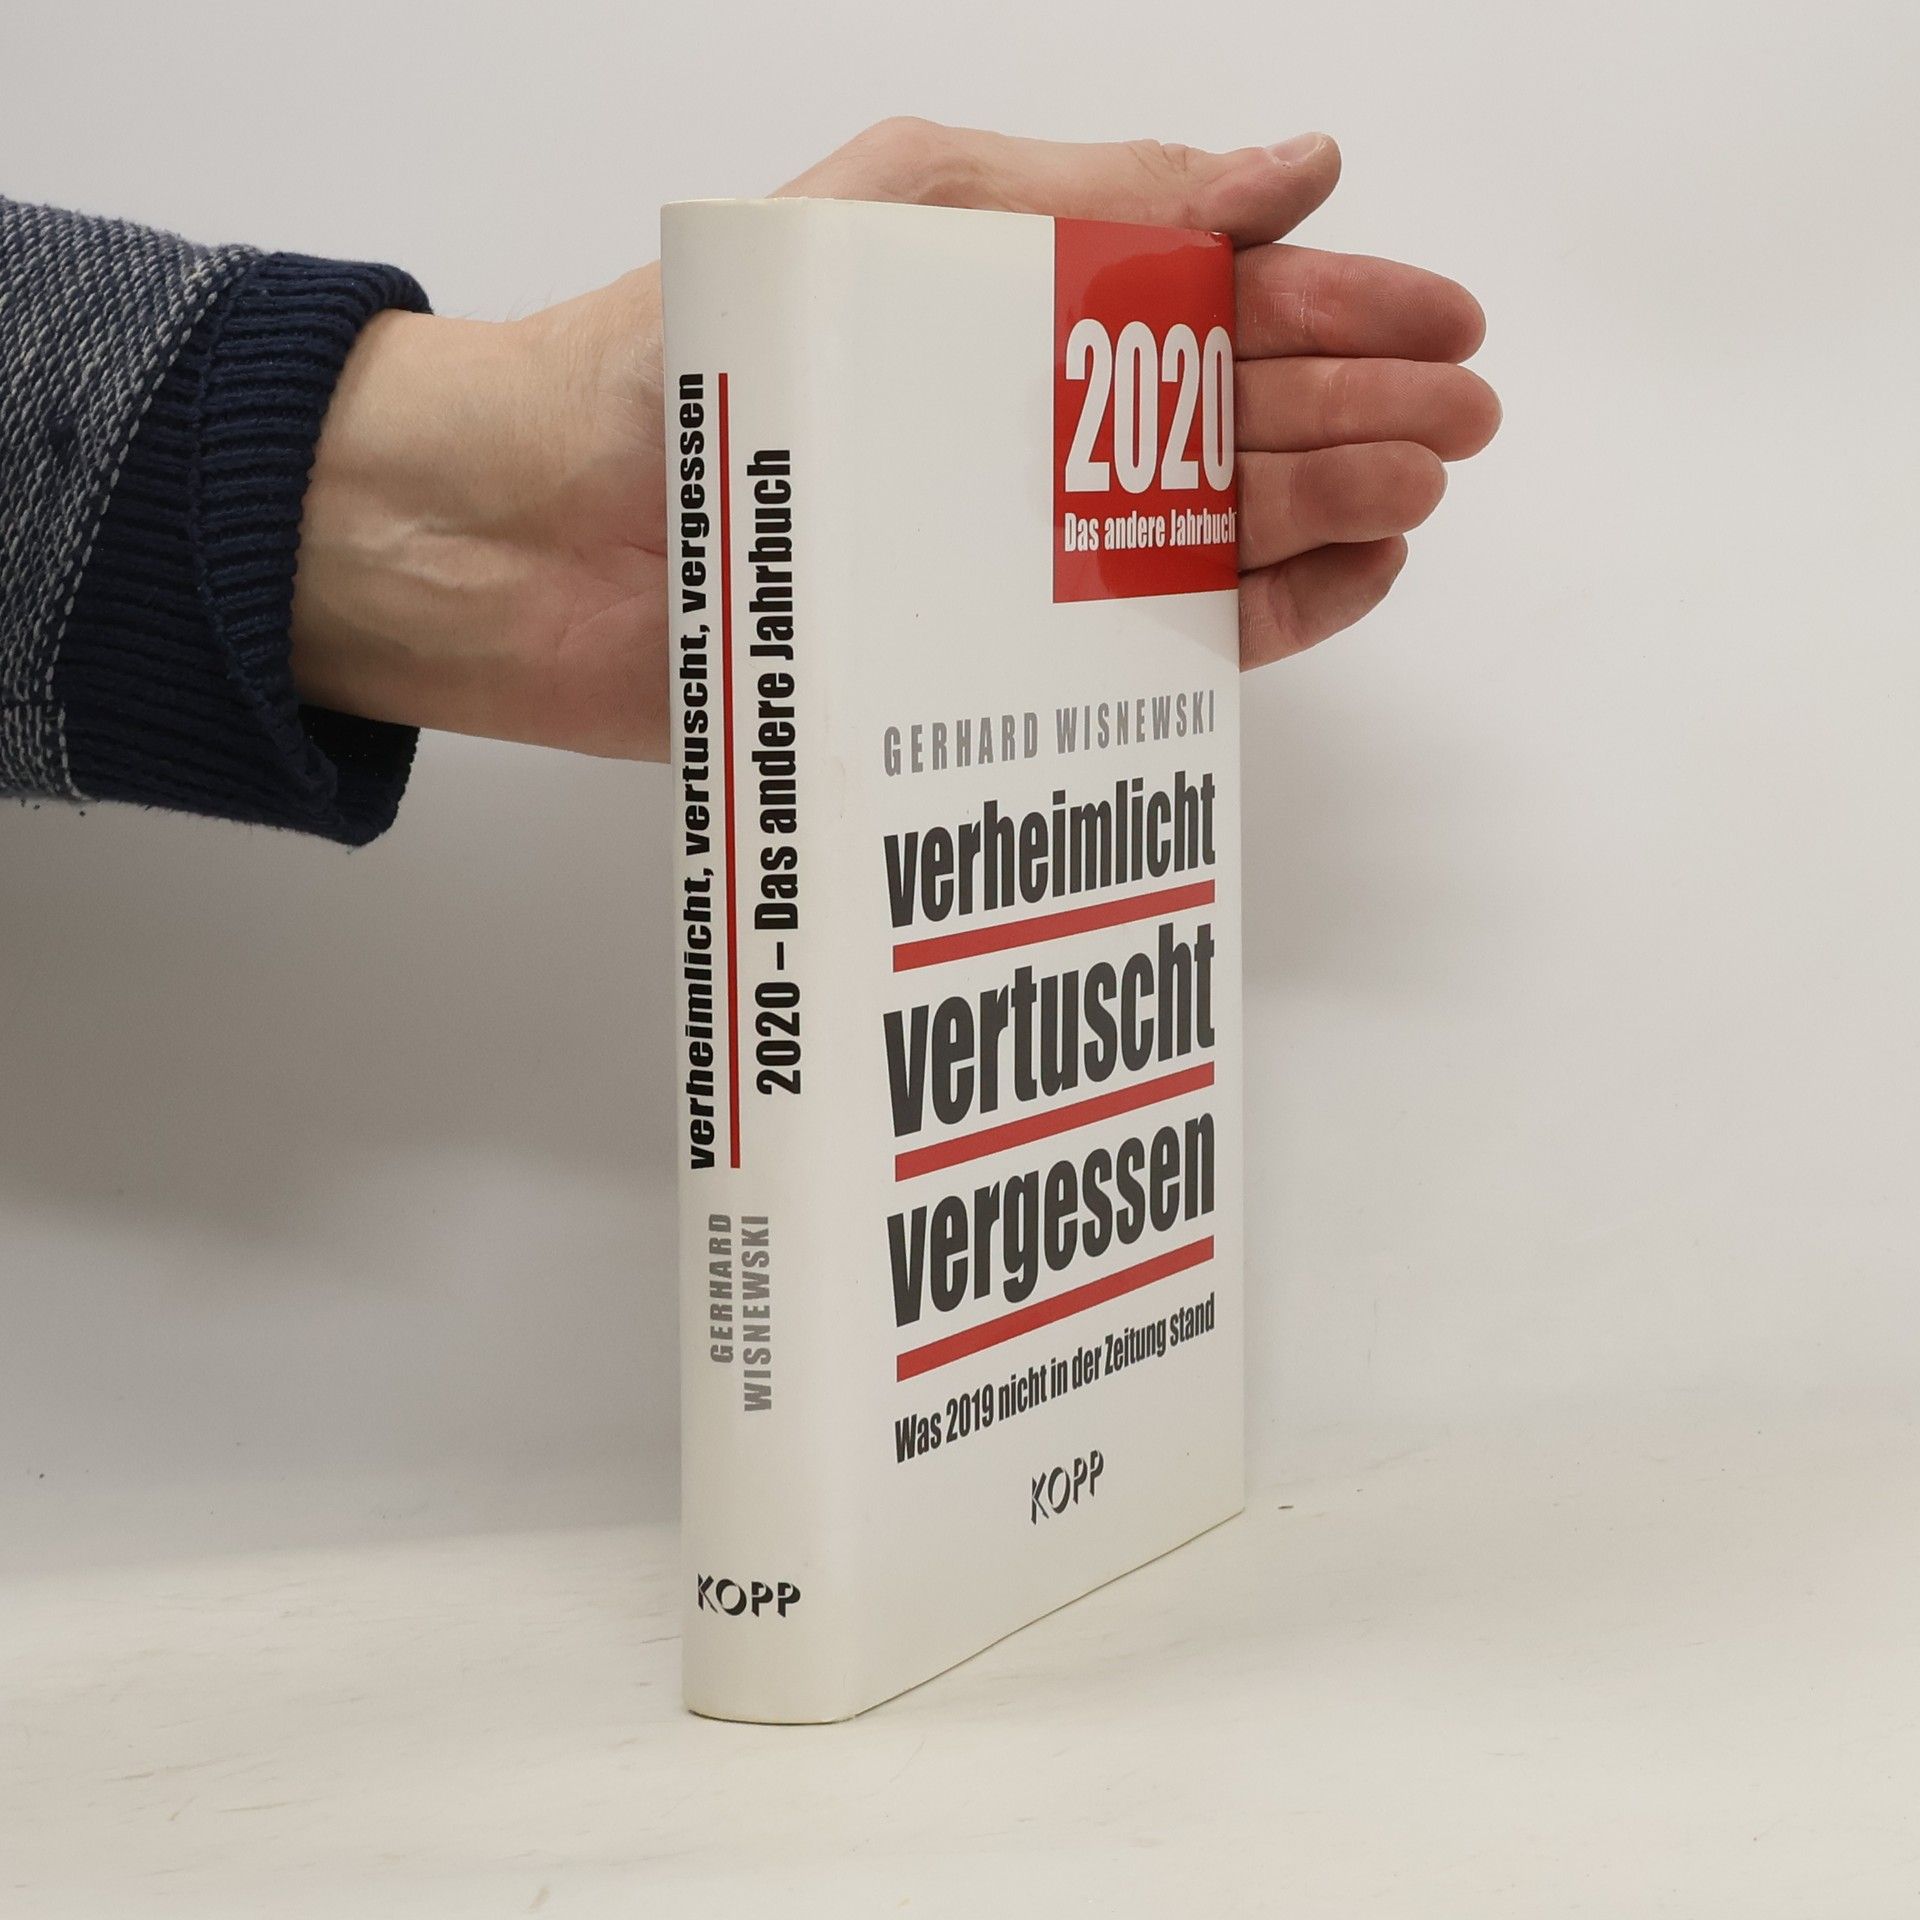 verheimlicht, vertuscht, vergessen
2020 – Das andere Jahrbuch
GERHARD
WISNEWSKI
KOPP
2020
Das andere Jahrbuch
GERHARD WISNEWSKI
verheimlicht
vertuscht
vergessen
Was 2019 nicht in der Zeitung stand
KOPP